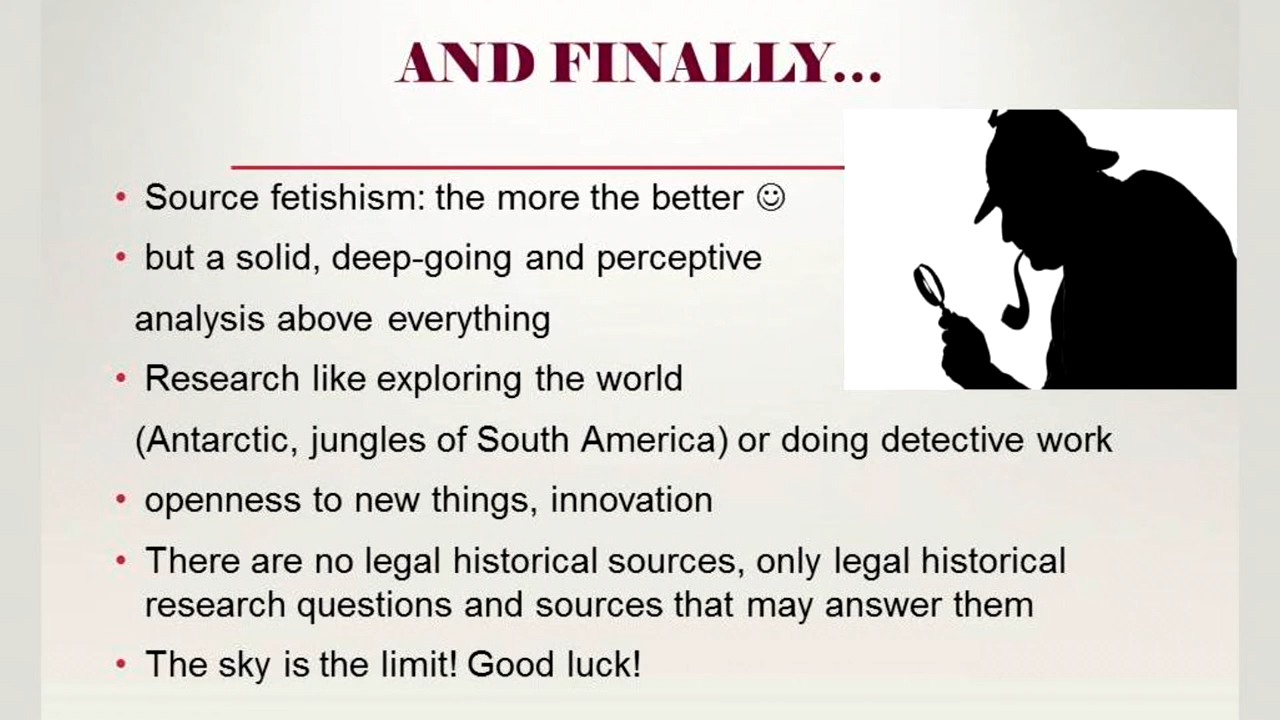 AND FINALLY...
• Source fetishism: the more the better ☺
• but a solid, deep-going and perceptive
analysis above everything
• Research like exploring the world
(Antarctic, jungles of South America) or doing detective work
• openness to new things, innovation
• There are no legal historical sources, only legal historical
research questions and sources that may answer them
• The sky is the limit! Good luck!